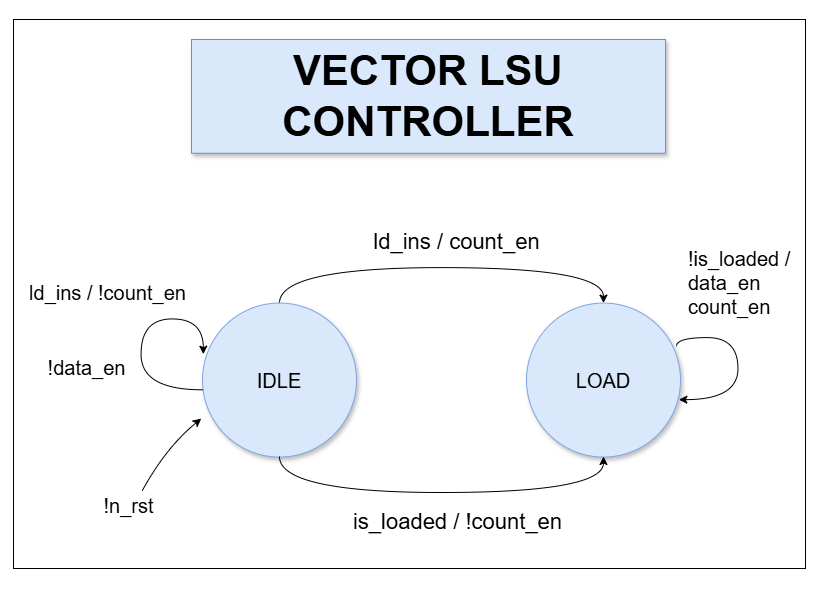 VECTOR LSU
CONTROLLER
ld_ins / count_en
!is_loaded /
data_en
count_en
ld_ins / !count_en
!data_en
IDLE
LOAD
!n_rst
is_loaded / !count_en